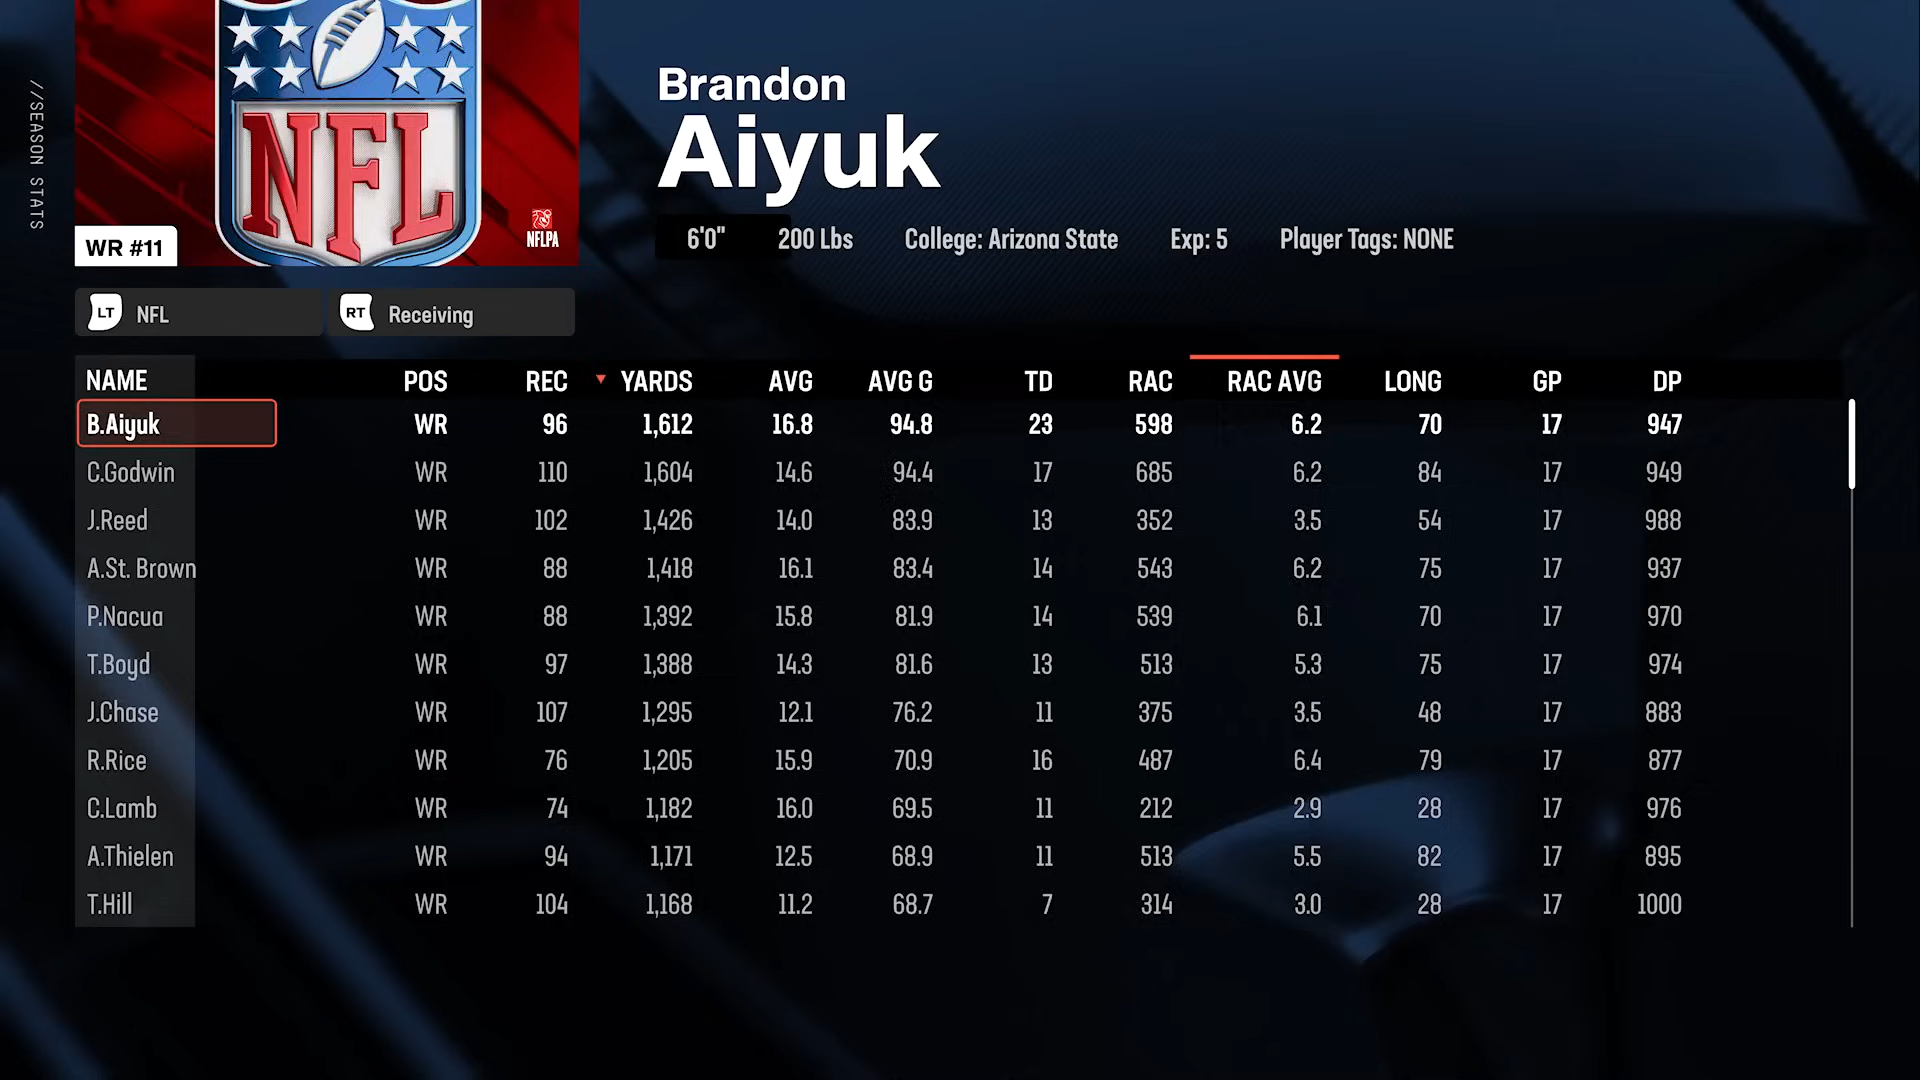 //SEASON STATS
NFL
NFLPA
WR #11
Brandon
Aiyuk
6'0" 200 Lbs College: Arizona State Exp: 5 Player Tags: NONE
LT NFL RT Receiving
NAME POS REC YARDS AVG AVG G TD RAC RAC AVG LONG GP DP
B.Aiyuk WR 96 1,612 16.8 94.8 23 598 6.2 70 17 947
C.Godwin WR 110 1,604 14.6 94.4 17 685 6.2 84 17 949
J.Reed WR 102 1,426 14.0 83.9 13 352 3.5 54 17 988
A.St. Brown WR 88 1,418 16.1 83.4 14 543 6.2 75 17 937
P.Nacua WR 88 1,392 15.8 81.9 14 539 6.1 70 17 970
T.Boyd WR 97 1,388 14.3 81.6 13 513 5.3 75 17 974
J.Chase WR 107 1,295 12.1 76.2 11 375 3.5 48 17 883
R.Rice WR 76 1,205 15.9 70.9 16 487 6.4 79 17 877
C.Lamb WR 74 1,182 16.0 69.5 11 212 2.9 28 17 976
A.Thielen WR 94 1,171 12.5 68.9 11 513 5.5 82 17 895
T.Hill WR 104 1,168 11.2 68.7 7 314 3.0 28 17 1000